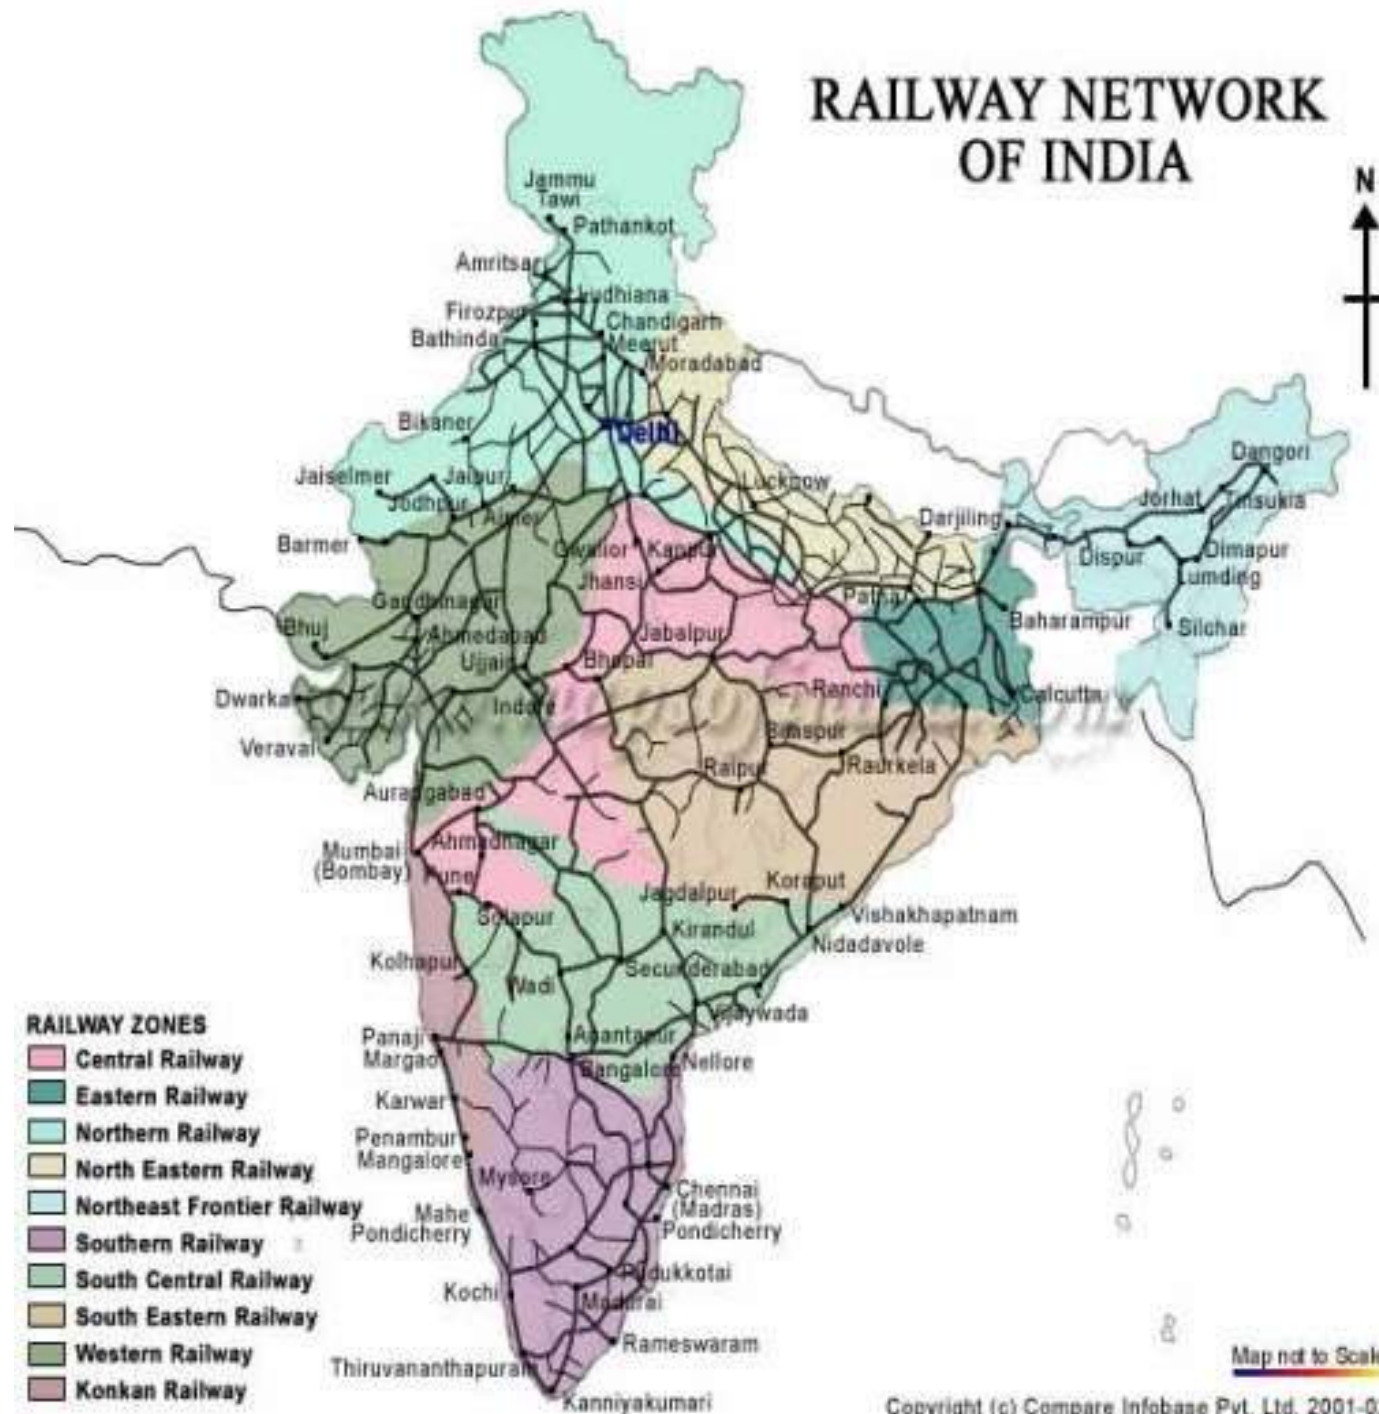 RAILWAY NETWORK
OF INDIA
N
Jammu
Tawi
Pathankot
Amritsar
Ludhiana
Firozpur
Chandigarh
Bathinda
Meerut
Moradabad
Bikaner
Delhi
Jaiselmer
Jaipur
Lucknow
Dangori
Jodhpur
Ajmer
Jorhat
Tinsukia
Darjiling
Barmer
Gwalior
Kanpur
Dispur
Dimapur
Jhansi
Lumding
Gandhinagar
Patna
Baharampur
Bhuj
Ahmedabad
Jabalpur
Silchar
Ujjain
Bhopal
Dwarka
Ranchi
Calcutta
Indore
Veraval
Bilaspur
Raipur
Raurkela
Aurangabad
Mumbai
(Bombay)
Ahmadnagar
Pune
Jagdalpur
Koraput
Solapur
Vishakhapatnam
Kirandul
Nidadavole
Kolhapur
Secunderabad
Wadi
Vijaywada
Panaji
Anantapur
Margao
Bangalore
Nellore
Karwar
Penambur
Mangalore
Mysore
Chennai
(Madras)
Mahe
Pondicherry
Pondicherry
Pudukkotai
Kochi
Madurai
Rameswaram
Thiruvananthapuram
Kanniyakumari
RAILWAY ZONES
Central Railway
Eastern Railway
Northern Railway
North Eastern Railway
Northeast Frontier Railway
Southern Railway
South Central Railway
South Eastern Railway
Western Railway
Konkan Railway
Map not to Scale
Copyright (c) Compare Infobase Pvt. Ltd. 2001-0